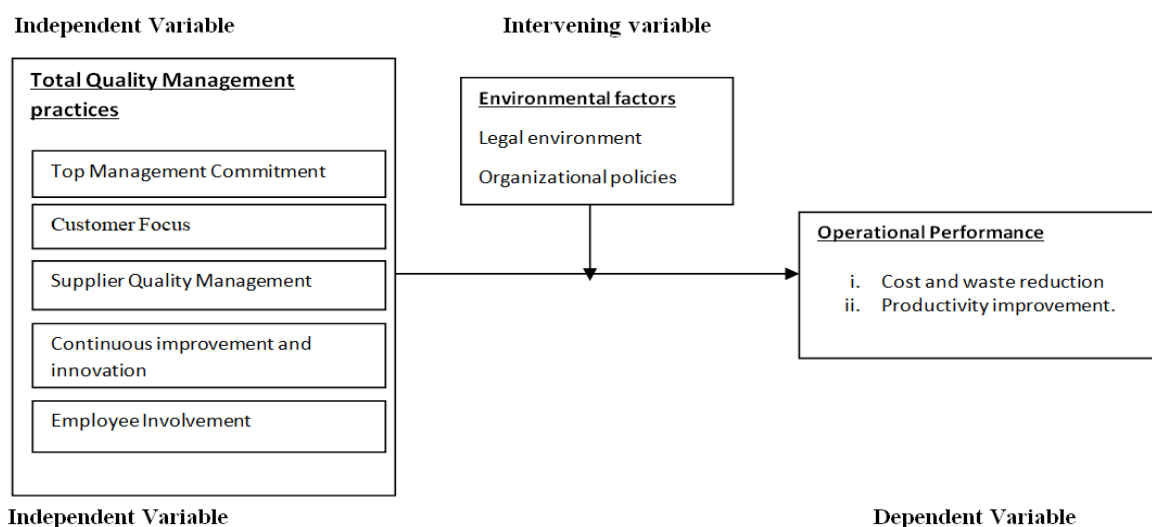 Independent Variable
Intervening variable
Total Quality Management
practices
Top Management Commitment
Customer Focus
Supplier Quality Management
Continuous improvement and
innovation
Employee Involvement
Environmental factors
Legal environment
Organizational policies
Operational Performance
i. Cost and waste reduction
ii. Productivity improvement.
Independent Variable
Dependent Variable